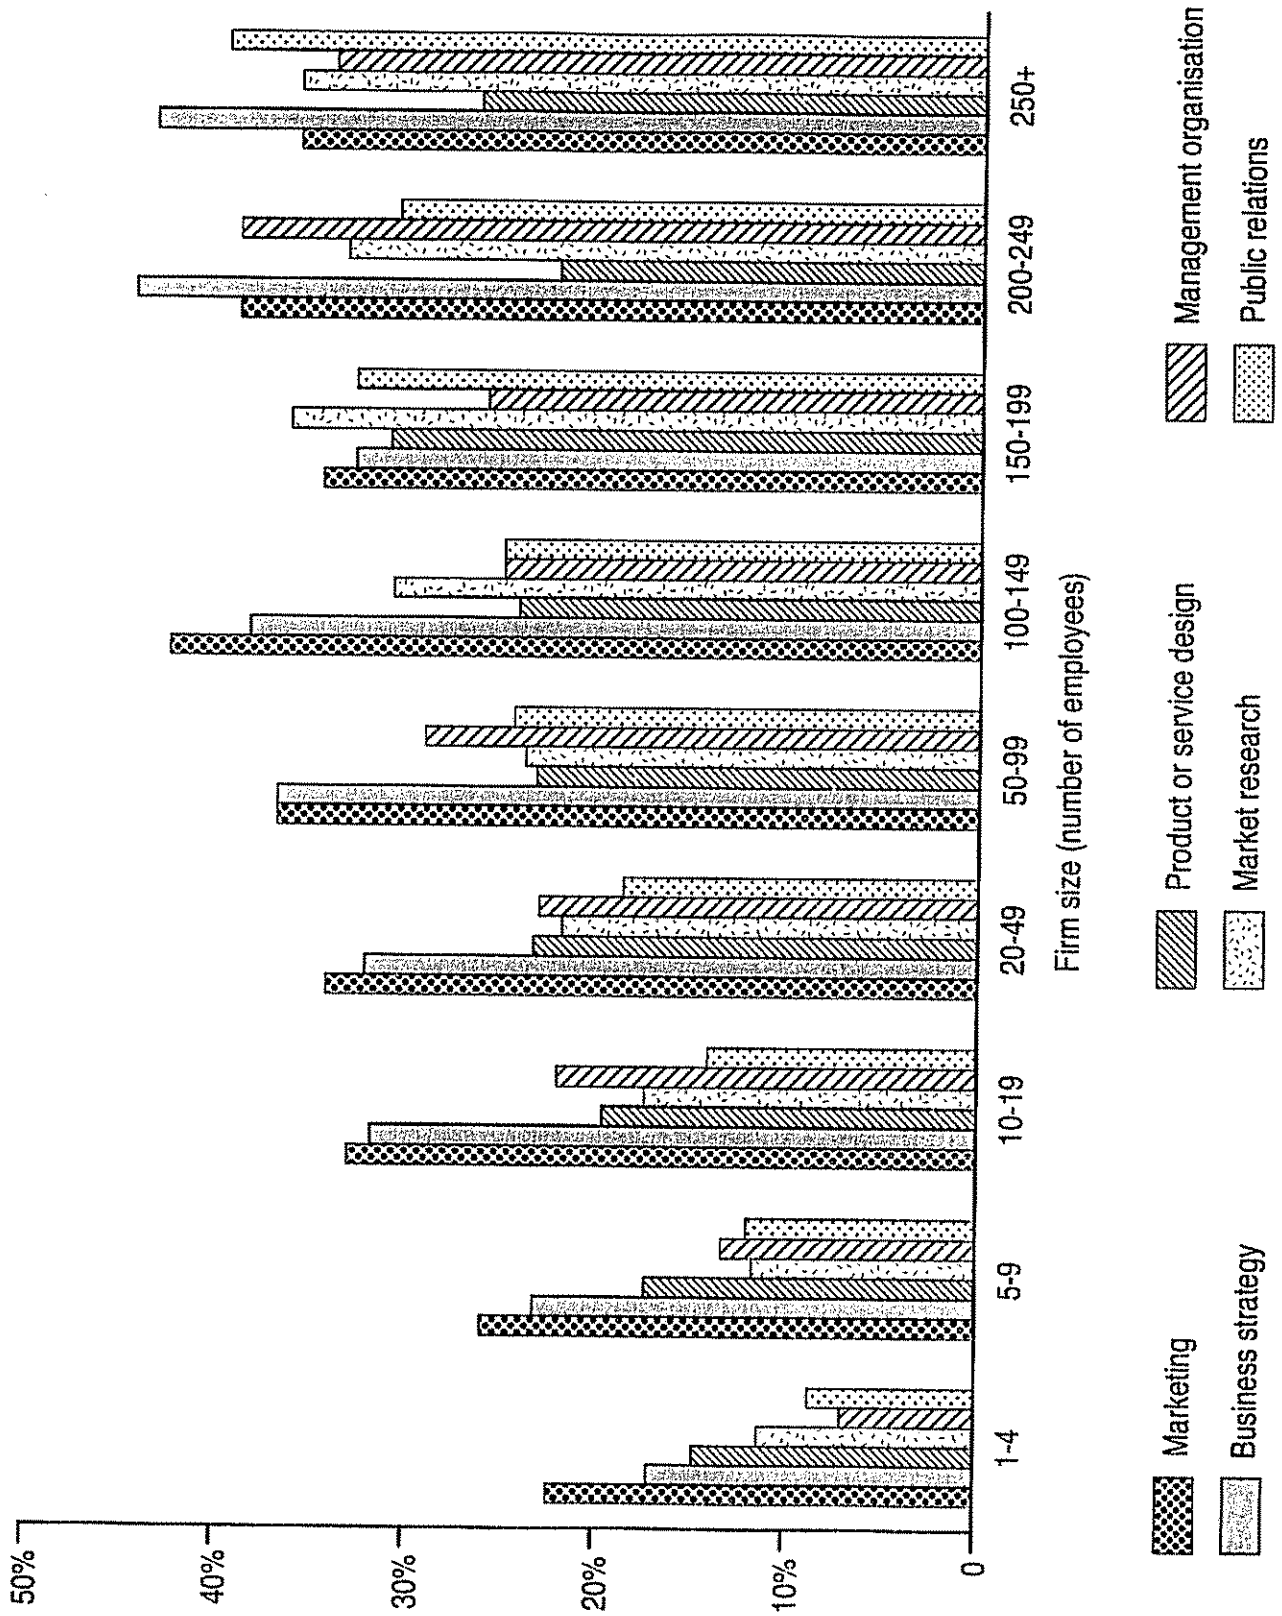 50%
40%
30%
20%
10%
0
1-4
5-9
10-19
20-49
50-99
100-149
150-199
200-249
250+
Firm size (number of employees)
Marketing
Product or service design
Management organisation
Business strategy
Market research
Public relations